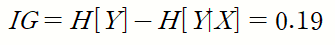 IG = H[Y] − H[Y|X] = 0.19